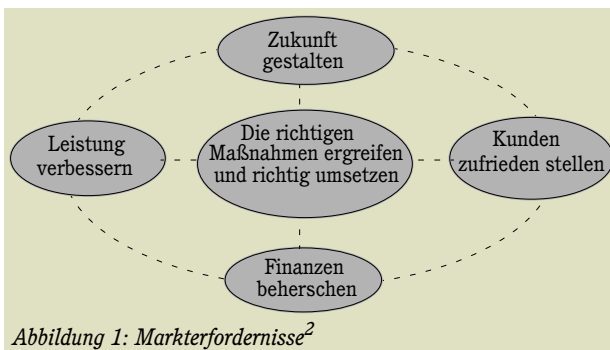 Zukunft
gestalten
Leistung
verbessern
Die richtigen
Maßnahmen ergreifen
und richtig umsetzen
Kunden
zufrieden stellen
Finanzen
beherschen
Abbildung 1: Markterfordernisse²